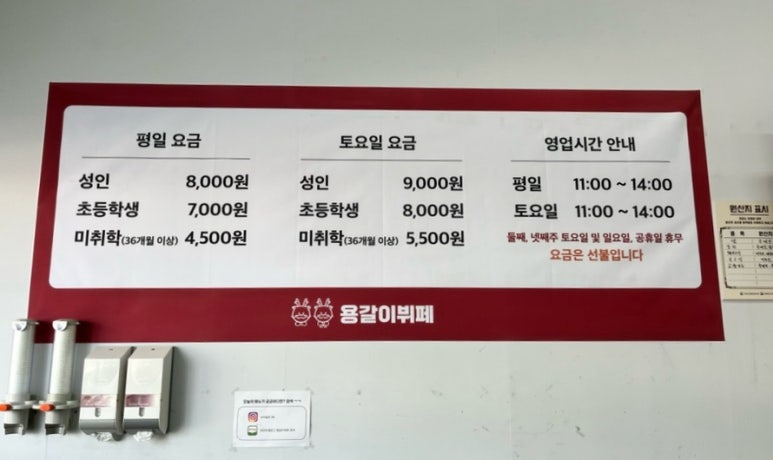 평일 요금
성인 8,000원
초등학생 7,000원
미취학(36개월 이상) 4,500원
토요일 요금
성인 9,000원
초등학생 8,000원
미취학(36개월 이상) 5,500원
영업시간 안내
평일 11:00 ~ 14:00
토요일 11:00 ~ 14:00
둘째, 넷째주 토요일 및 일요일, 공휴일 휴무
요금은 선불입니다
용갈이뷔페
원산지 표시